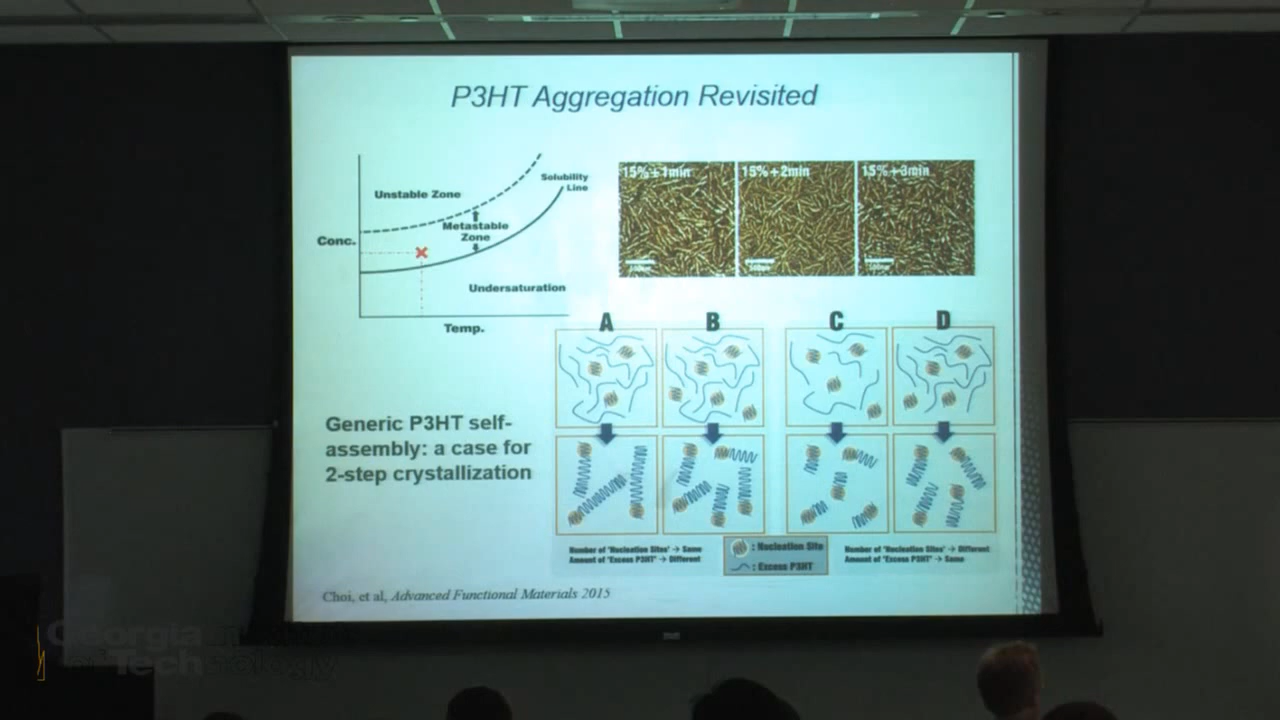 P3HT Aggregation Revisited
Unstable Zone
Solubility
Line
Metastable
Zone
Conc.
Undersaturation
Temp.
15%+1min
15%+2min
15%+3min
A
B
C
D
Generic P3HT self-
assembly: a case for
2-step crystallization
Number of 'Nucleation Sites' → Same
Amount of 'Excess P3HT' → Different
: Nucleation Site
: Excess P3HT
Number of 'Nucleation Sites' → Different
Amount of 'Excess P3HT' → Same
Choi, et al, Advanced Functional Materials 2015
Georgia
Technology